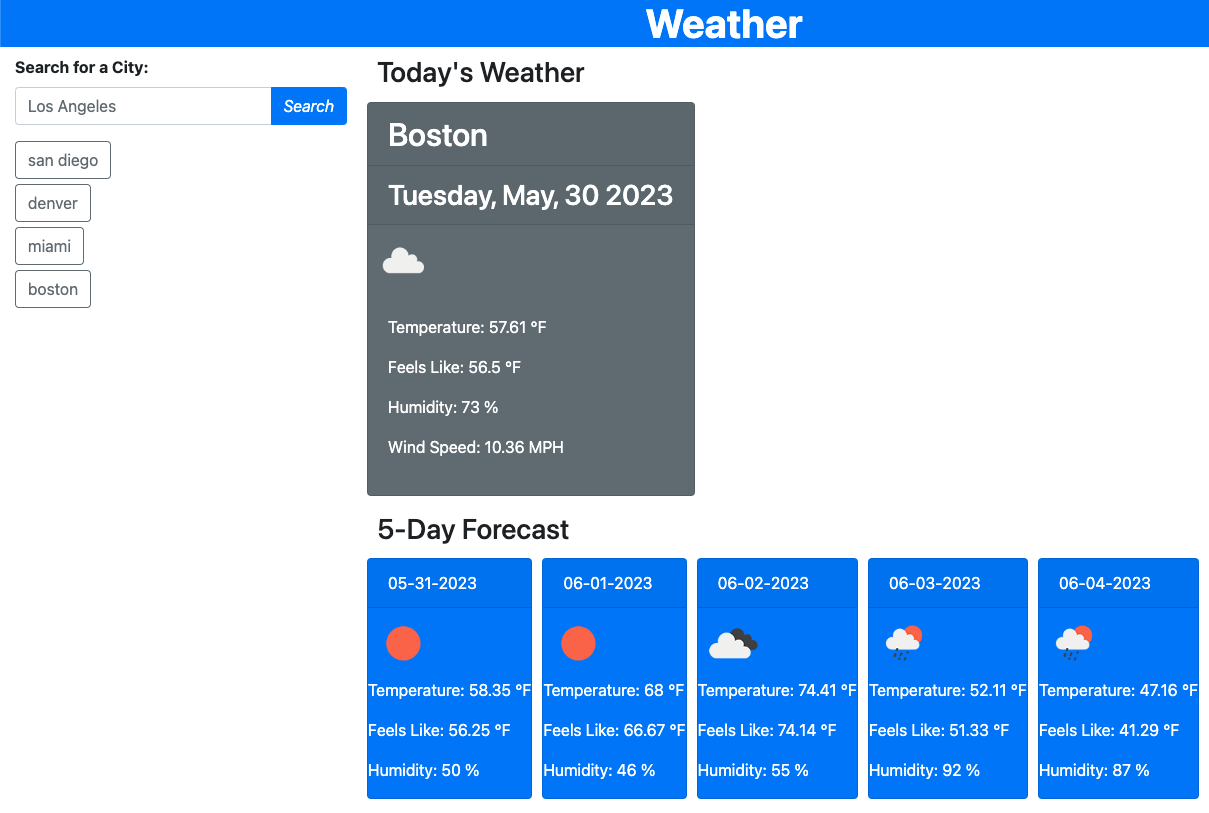 Weather
Search for a City:
Los Angeles
Search
san diego
denver
miami
boston
Today's Weather
Boston
Tuesday, May, 30 2023
Temperature: 57.61 °F
Feels Like: 56.5 °F
Humidity: 73 %
Wind Speed: 10.36 MPH
5-Day Forecast
05-31-2023
Temperature: 58.35 °F
Feels Like: 56.25 °F
Humidity: 50 %
06-01-2023
Temperature: 68 °F
Feels Like: 66.67 °F
Humidity: 46 %
06-02-2023
Temperature: 74.41 °F
Feels Like: 74.14 °F
Humidity: 55 %
06-03-2023
Temperature: 52.11 °F
Feels Like: 51.33 °F
Humidity: 92 %
06-04-2023
Temperature: 47.16 °F
Feels Like: 41.29 °F
Humidity: 87 %